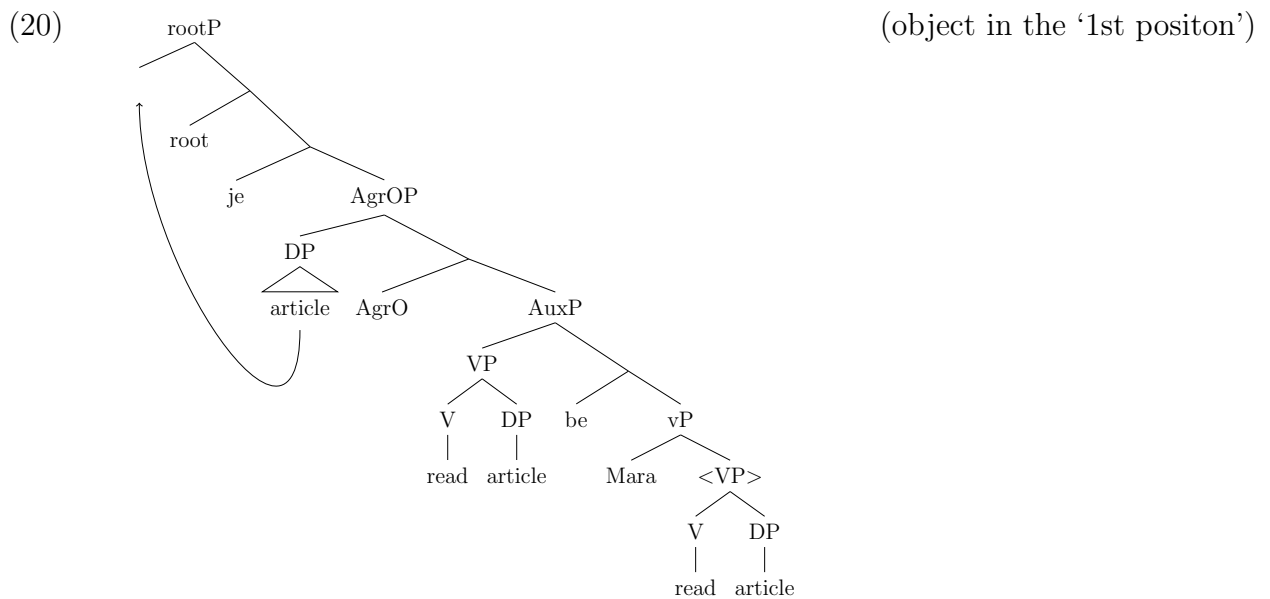 (20) rootP (object in the ‘1st positon’)
root
je AgrOP
DP
article AgrO AuxP
VP
V DP be vP
read article Mara <VP>
V DP
read article